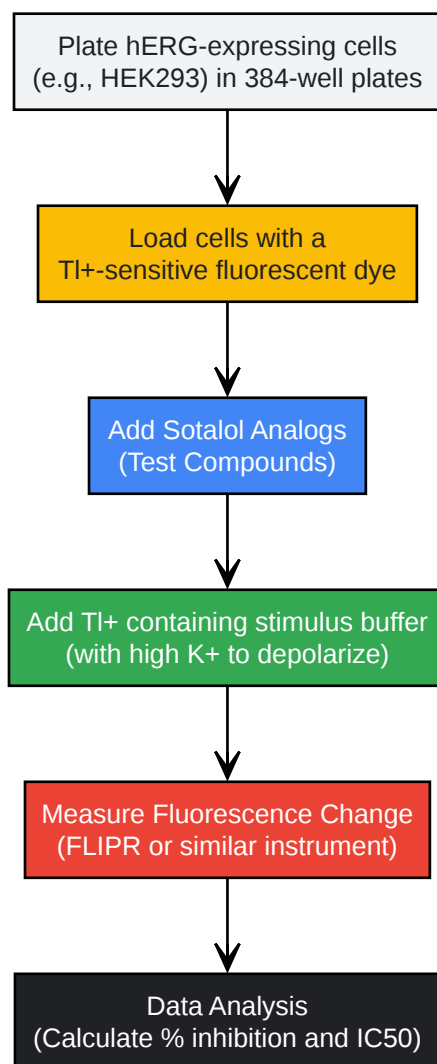 Plate hERG-expressing cells
(e.g., HEK293) in 384-well plates
Load cells with a
Tl+-sensitive fluorescent dye
Add Sotalol Analogs
(Test Compounds)
Add Tl+ containing stimulus buffer
(with high K+ to depolarize)
Measure Fluorescence Change
(FLIPR or similar instrument)
Data Analysis
(Calculate % inhibition and IC50)